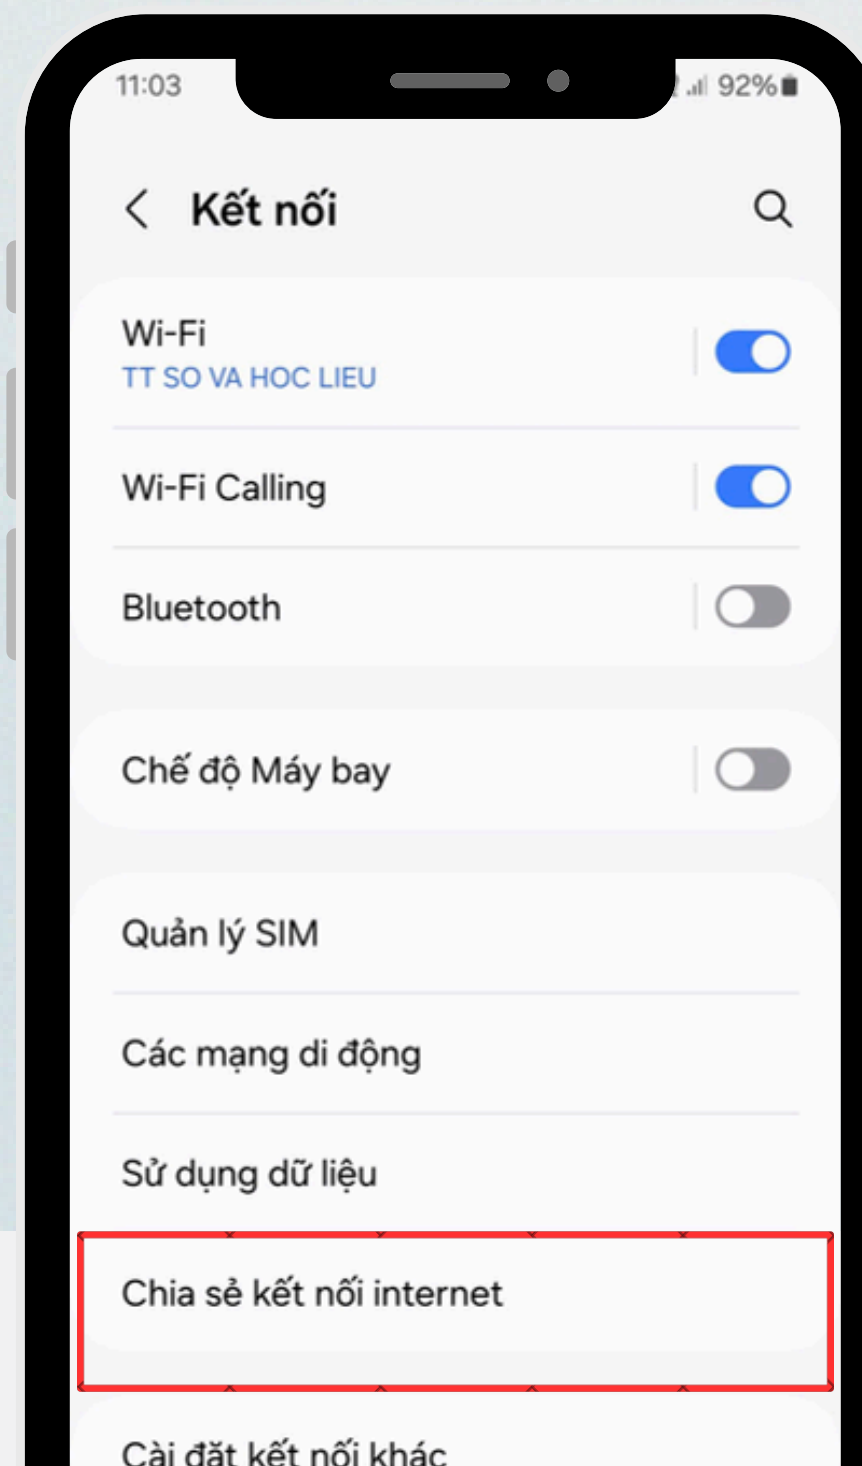 11:03
92%
Kết nối
Wi-Fi
TT SO VA HOC LIEU
Wi-Fi Calling
Bluetooth
Chế độ Máy bay
Quản lý SIM
Các mạng di động
Sử dụng dữ liệu
Chia sẻ kết nối internet
Cài đặt kết nối khác